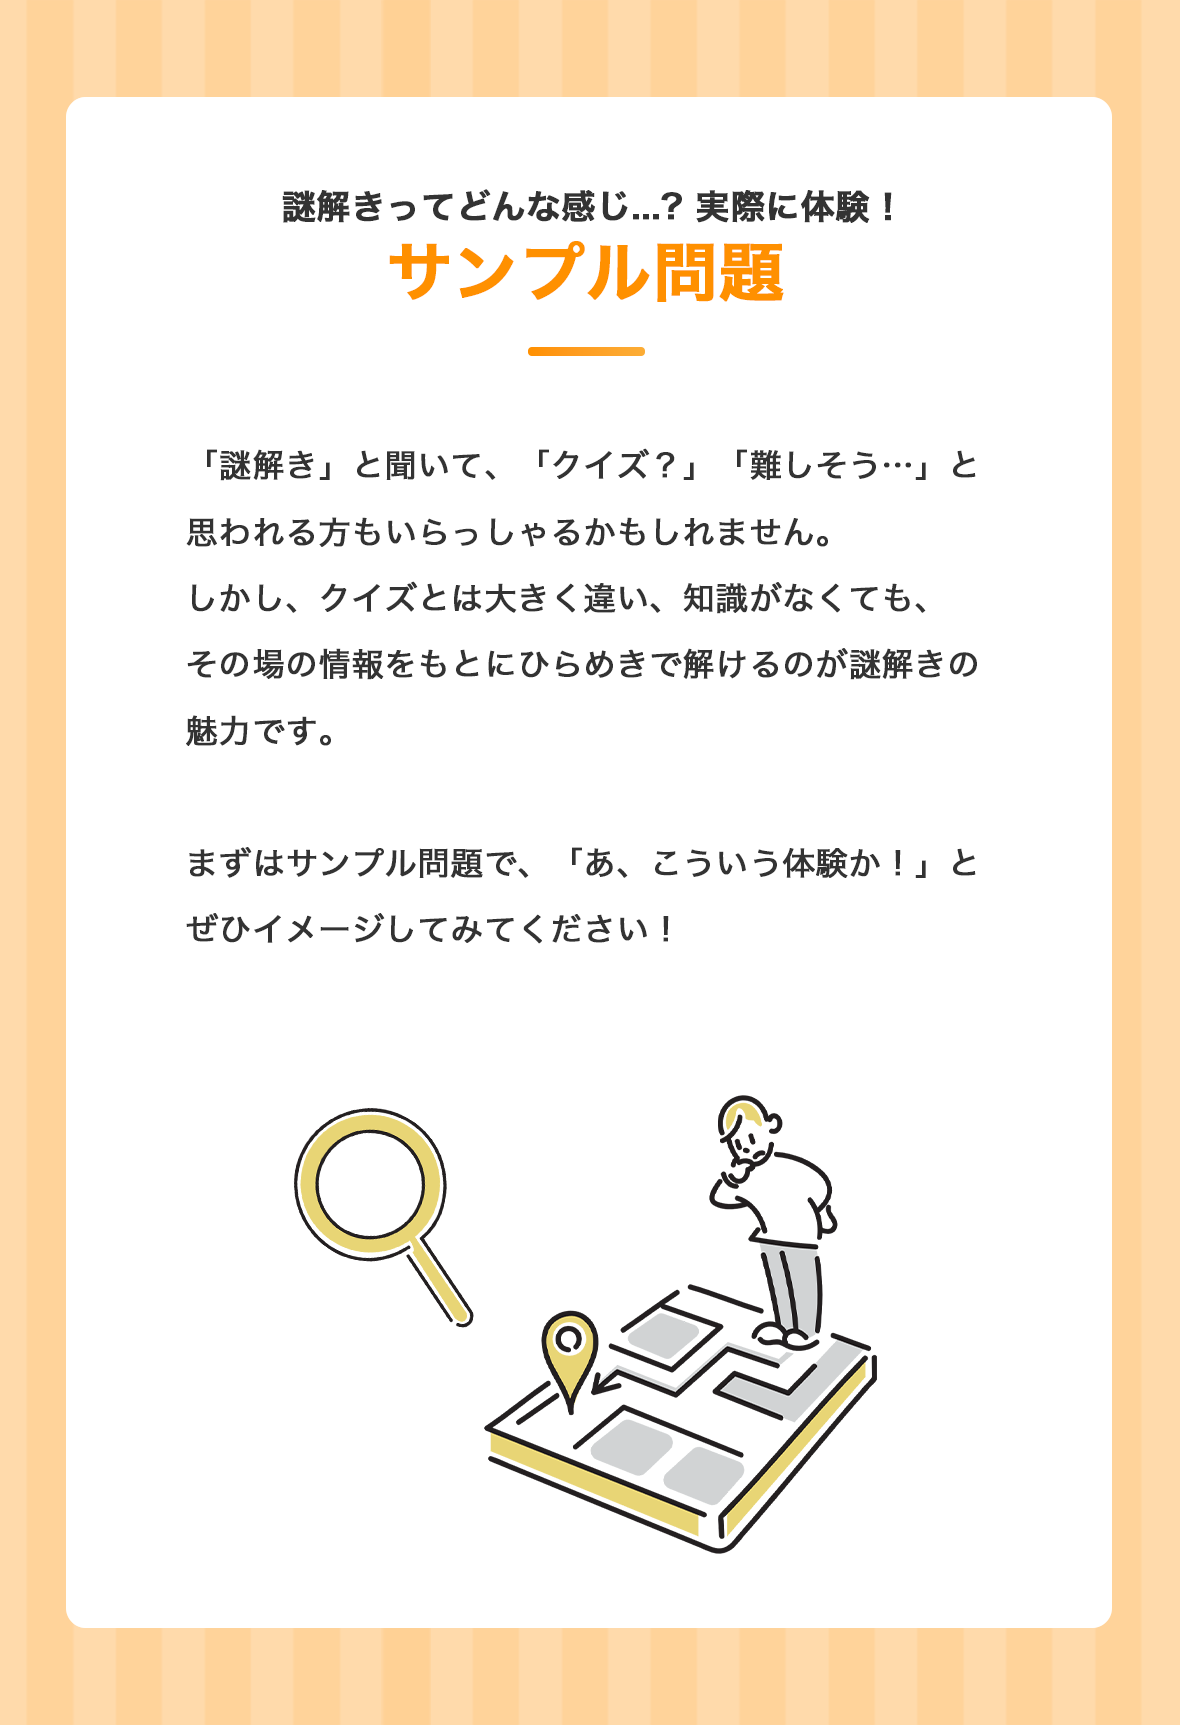 謎解きってどんな感じ...? 実際に体験！
サンプル問題
「謎解き」と聞いて、「クイズ？」「難しそう…」と
思われる方もいらっしゃるかもしれません。
しかし、クイズとは大きく違い、知識がなくても、
その場の情報をもとにひらめきで解けるのが謎解きの
魅力です。
まずはサンプル問題で、「あ、こういう体験か！」と
ぜひイメージしてみてください！